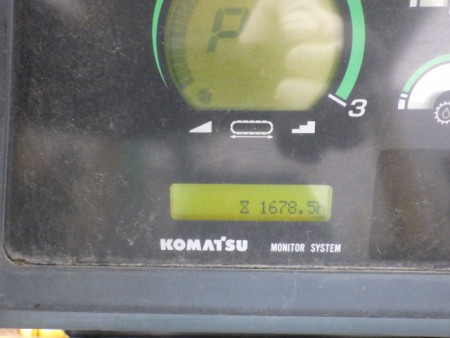 P
3
1678.5h
KOMATSU MONITOR SYSTEM